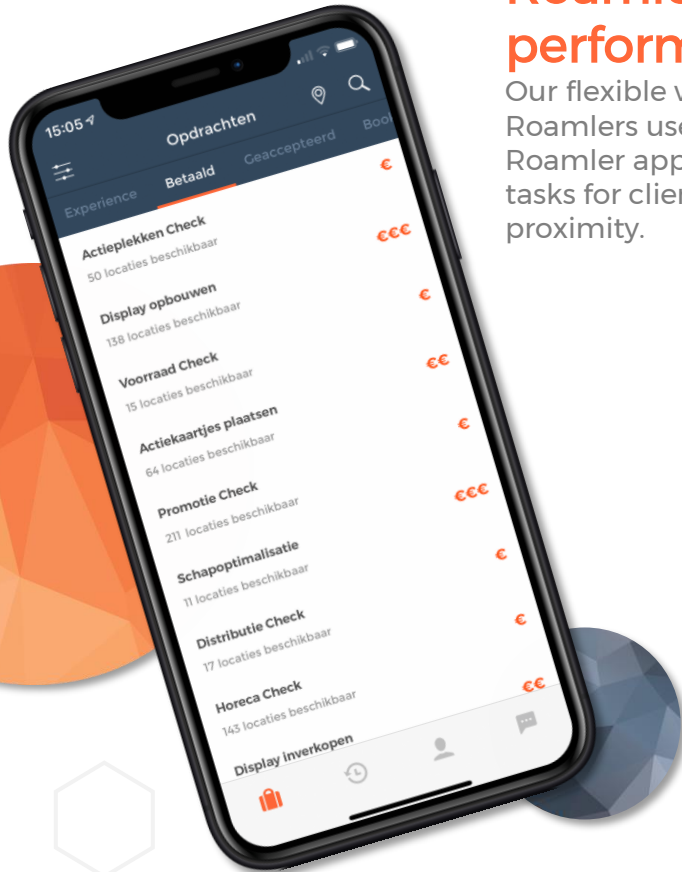 perform
Our flexible
Roamlers use
Roamler app
tasks for clien
proximity.
15:05
Opdrachten
Experience Betaald Geaccepteerd Boo
Actieplekken Check €
50 locaties beschikbaar
Display opbouwen €€€
138 locaties beschikbaar
Voorraad Check €
15 locaties beschikbaar
Actiekaartjes plaatsen €€
64 locaties beschikbaar
Promotie Check €
211 locaties beschikbaar
Schapoptimalisatie €€€
11 locaties beschikbaar
Distributie Check €
17 locaties beschikbaar
Horeca Check €
143 locaties beschikbaar
Display inverkopen €€